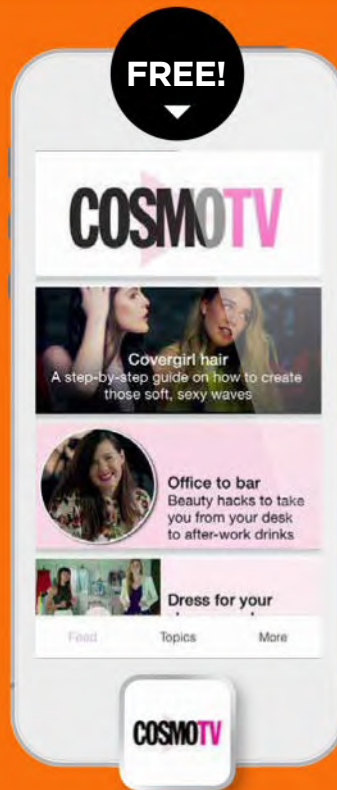 FREE!
COSMOTV
Covergirl hair
A step-by-step guide on how to create
those soft, sexy waves
Office to bar
Beauty hacks to take
you from your desk
to after-work drinks
Dress for your
Feed Topics More
COSMOTV